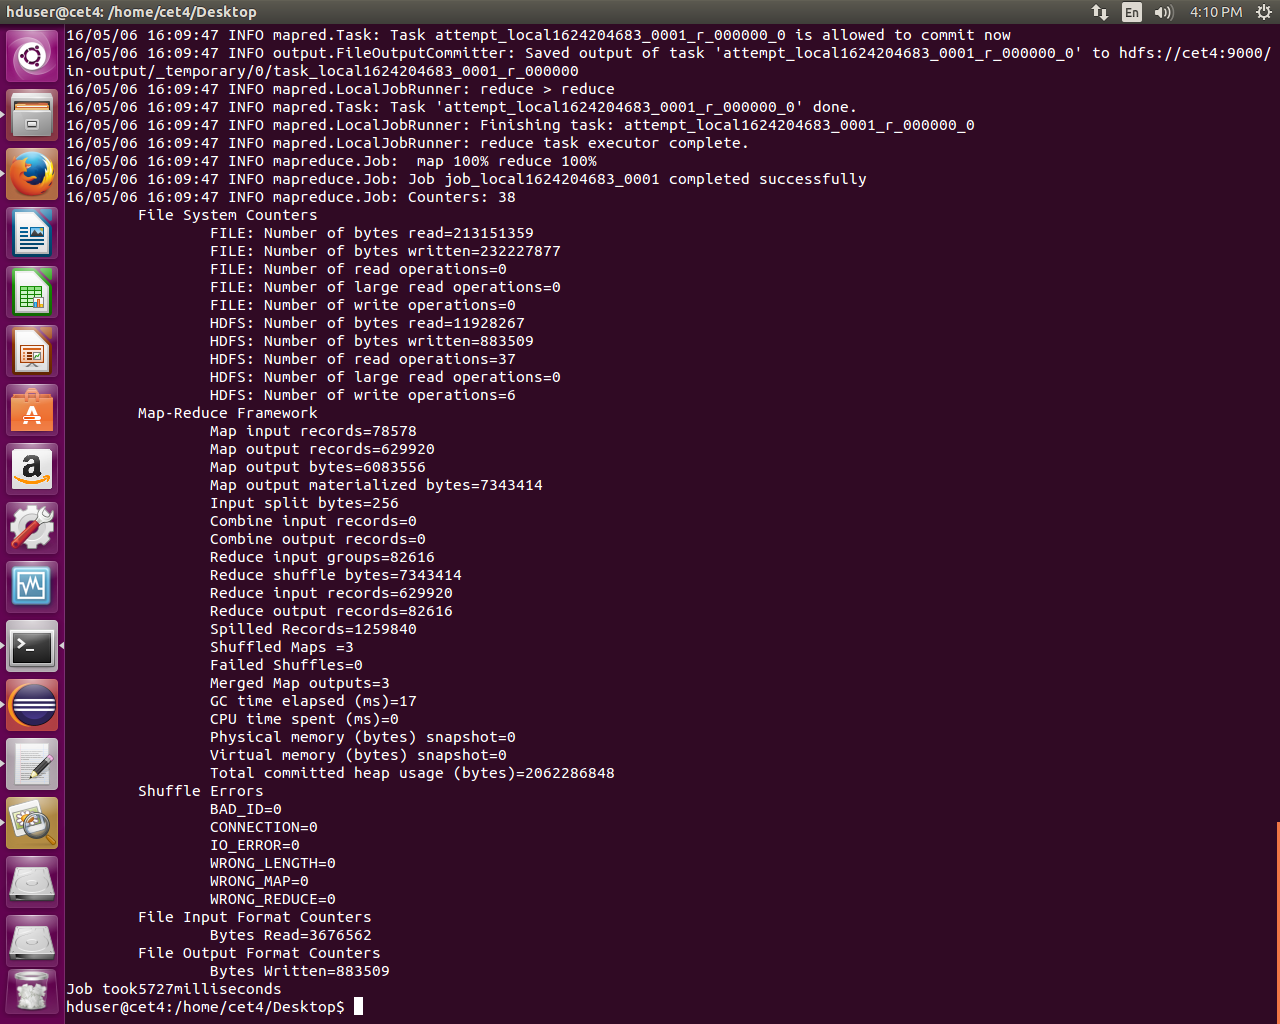 hduser@cet4: /home/cet4/Desktop
En
4:10 PM
16/05/06 16:09:47 INFO mapred.Task: Task attempt_local1624204683_0001_r_000000_0 is allowed to commit now
16/05/06 16:09:47 INFO output.FileOutputCommitter: Saved output of task 'attempt_local1624204683_0001_r_000000_0' to hdfs://cet4:9000/
in-output/_temporary/0/task_local1624204683_0001_r_000000
16/05/06 16:09:47 INFO mapred.LocalJobRunner: reduce > reduce
16/05/06 16:09:47 INFO mapred.Task: Task 'attempt_local1624204683_0001_r_000000_0' done.
16/05/06 16:09:47 INFO mapred.LocalJobRunner: Finishing task: attempt_local1624204683_0001_r_000000_0
16/05/06 16:09:47 INFO mapred.LocalJobRunner: reduce task executor complete.
16/05/06 16:09:47 INFO mapreduce.Job:  map 100% reduce 100%
16/05/06 16:09:47 INFO mapreduce.Job: Job job_local1624204683_0001 completed successfully
16/05/06 16:09:47 INFO mapreduce.Job: Counters: 38
File System Counters
FILE: Number of bytes read=213151359
FILE: Number of bytes written=232227877
FILE: Number of read operations=0
FILE: Number of large read operations=0
FILE: Number of write operations=0
HDFS: Number of bytes read=11928267
HDFS: Number of bytes written=883509
HDFS: Number of read operations=37
HDFS: Number of large read operations=0
HDFS: Number of write operations=6
Map-Reduce Framework
Map input records=78578
Map output records=629920
Map output bytes=6083556
Map output materialized bytes=7343414
Input split bytes=256
Combine input records=0
Combine output records=0
Reduce input groups=82616
Reduce shuffle bytes=7343414
Reduce input records=629920
Reduce output records=82616
Spilled Records=1259840
Shuffled Maps =3
Failed Shuffles=0
Merged Map outputs=3
GC time elapsed (ms)=17
CPU time spent (ms)=0
Physical memory (bytes) snapshot=0
Virtual memory (bytes) snapshot=0
Total committed heap usage (bytes)=2062286848
Shuffle Errors
BAD_ID=0
CONNECTION=0
IO_ERROR=0
WRONG_LENGTH=0
WRONG_MAP=0
WRONG_REDUCE=0
File Input Format Counters
Bytes Read=3676562
File Output Format Counters
Bytes Written=883509
Job took5727milliseconds
hduser@cet4:/home/cet4/Desktop$